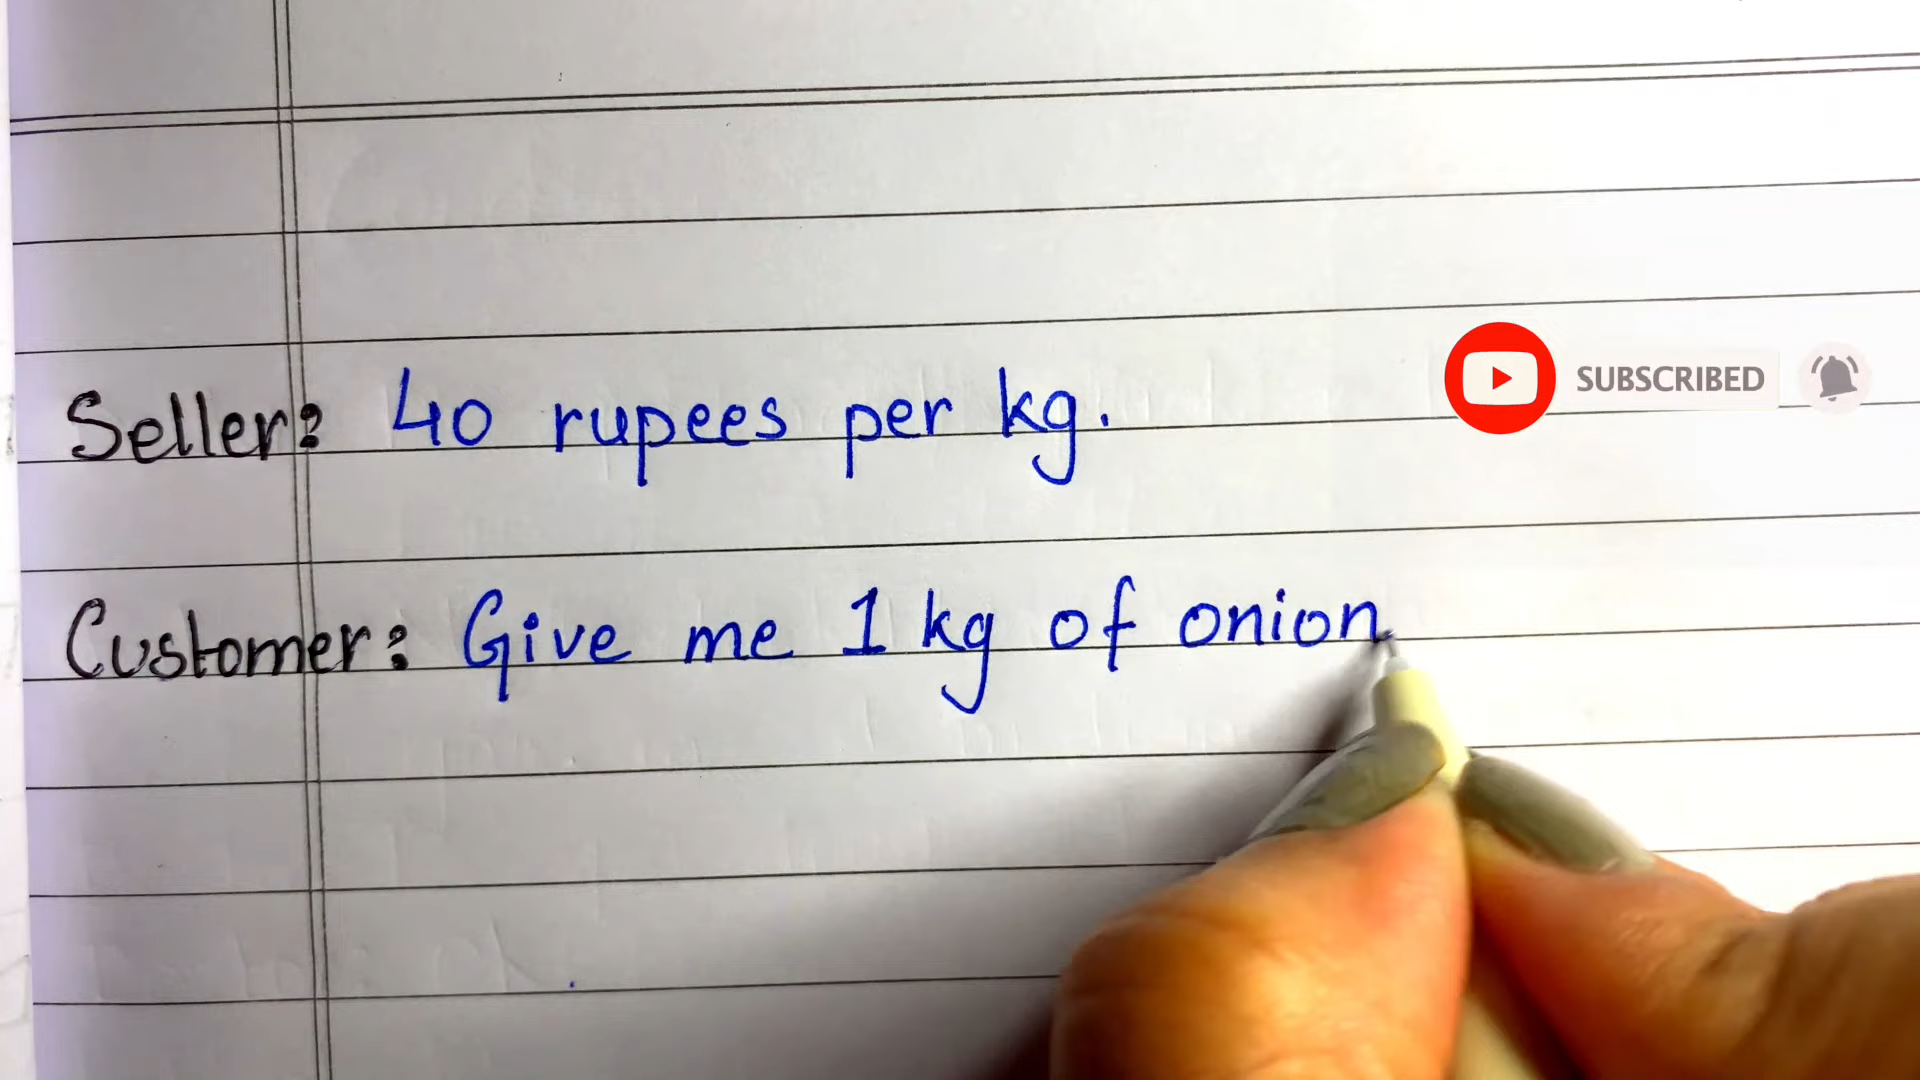 Seller: 40 rupees per kg.
SUBSCRIBED
Customer: Give me 1 kg of onion